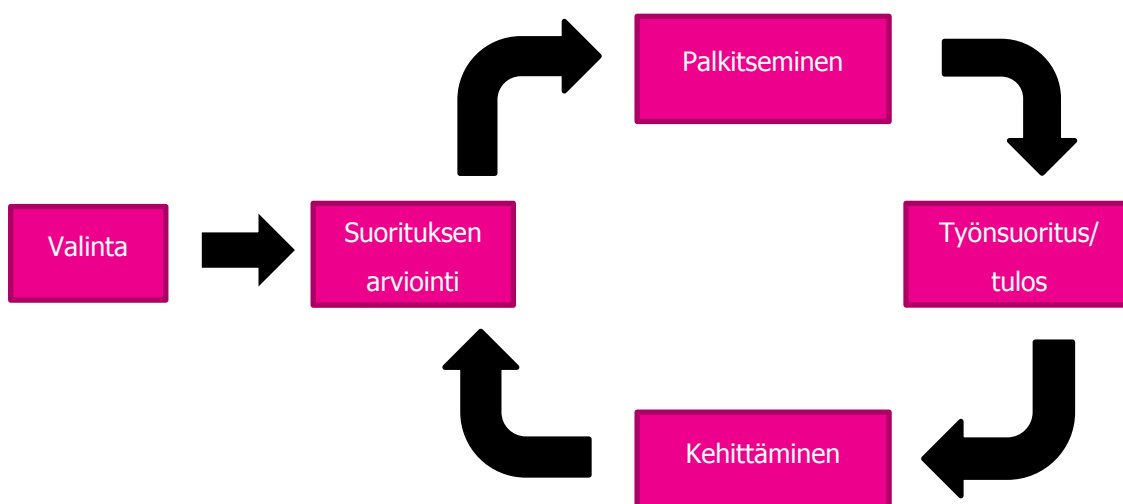 Palkitseminen
Valinta
Suorituksen
arviointi
Työnsuoritus/
tulos
Kehittäminen